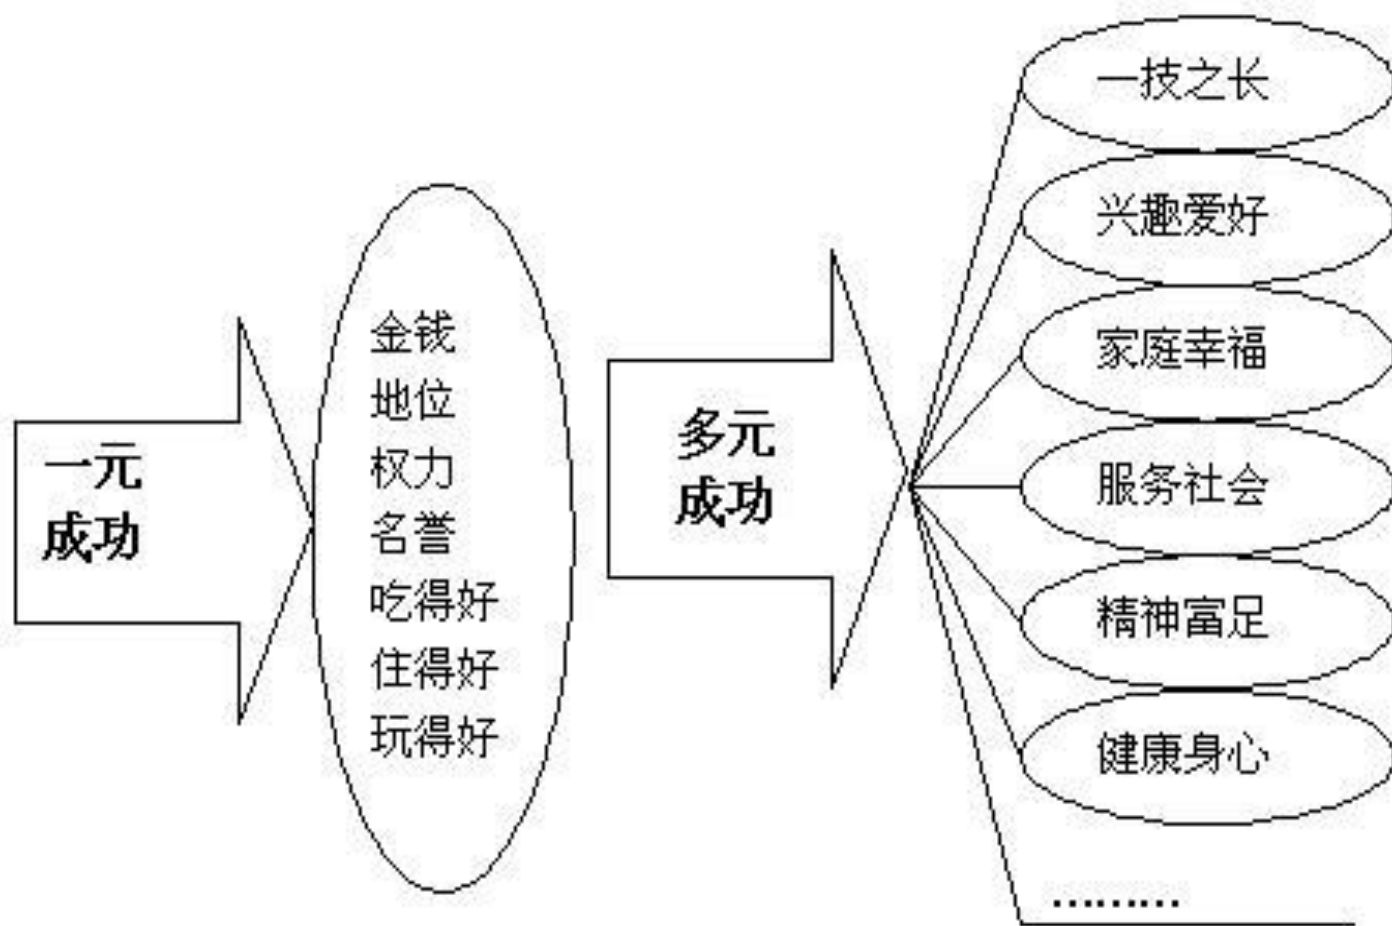 一元
成功
金钱
地位
权力
名誉
吃得好
住得好
玩得好
多元
成功
一技之长
兴趣爱好
家庭幸福
服务社会
精神富足
健康身心
·········